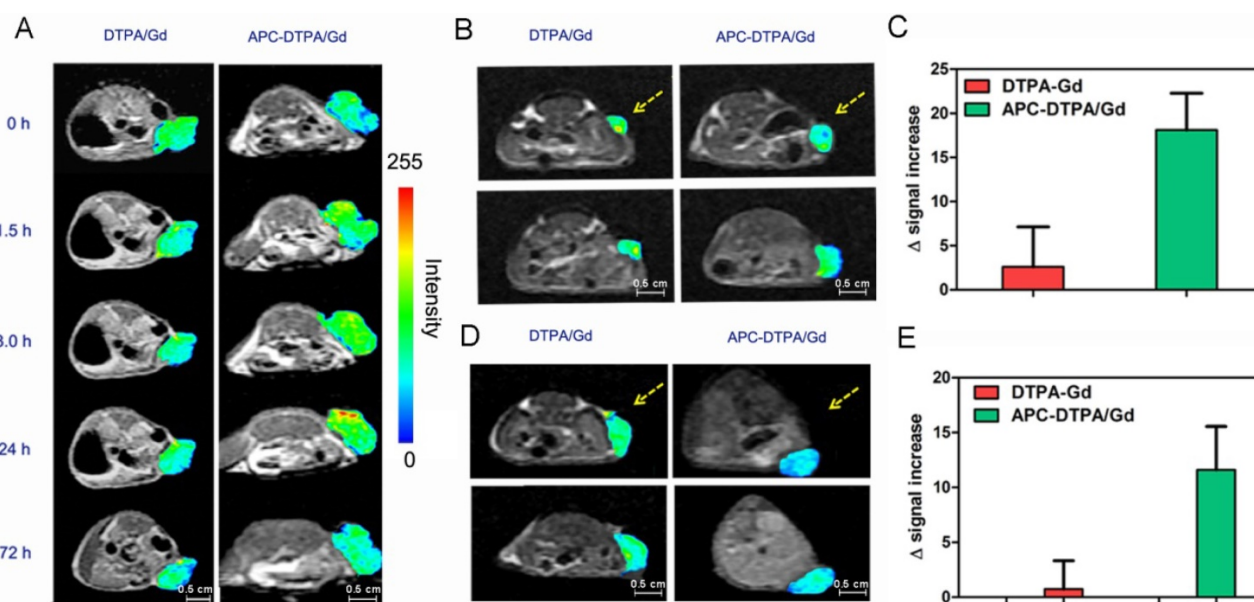 A
DTPA/Gd
APC-DTPA/Gd
0 h
1.5 h
3.0 h
24 h
72 h
0.5 cm
0.5 cm
255
Intensity
0
B
DTPA/Gd
APC-DTPA/Gd
0.5 cm
0.5 cm
C
Δ signal increase
25
20
15
10
5
0
DTPA-Gd
APC-DTPA/Gd
D
DTPA/Gd
APC-DTPA/Gd
0.5 cm
0.5 cm
E
Δ signal increase
20
15
10
5
0
DTPA-Gd
APC-DTPA/Gd